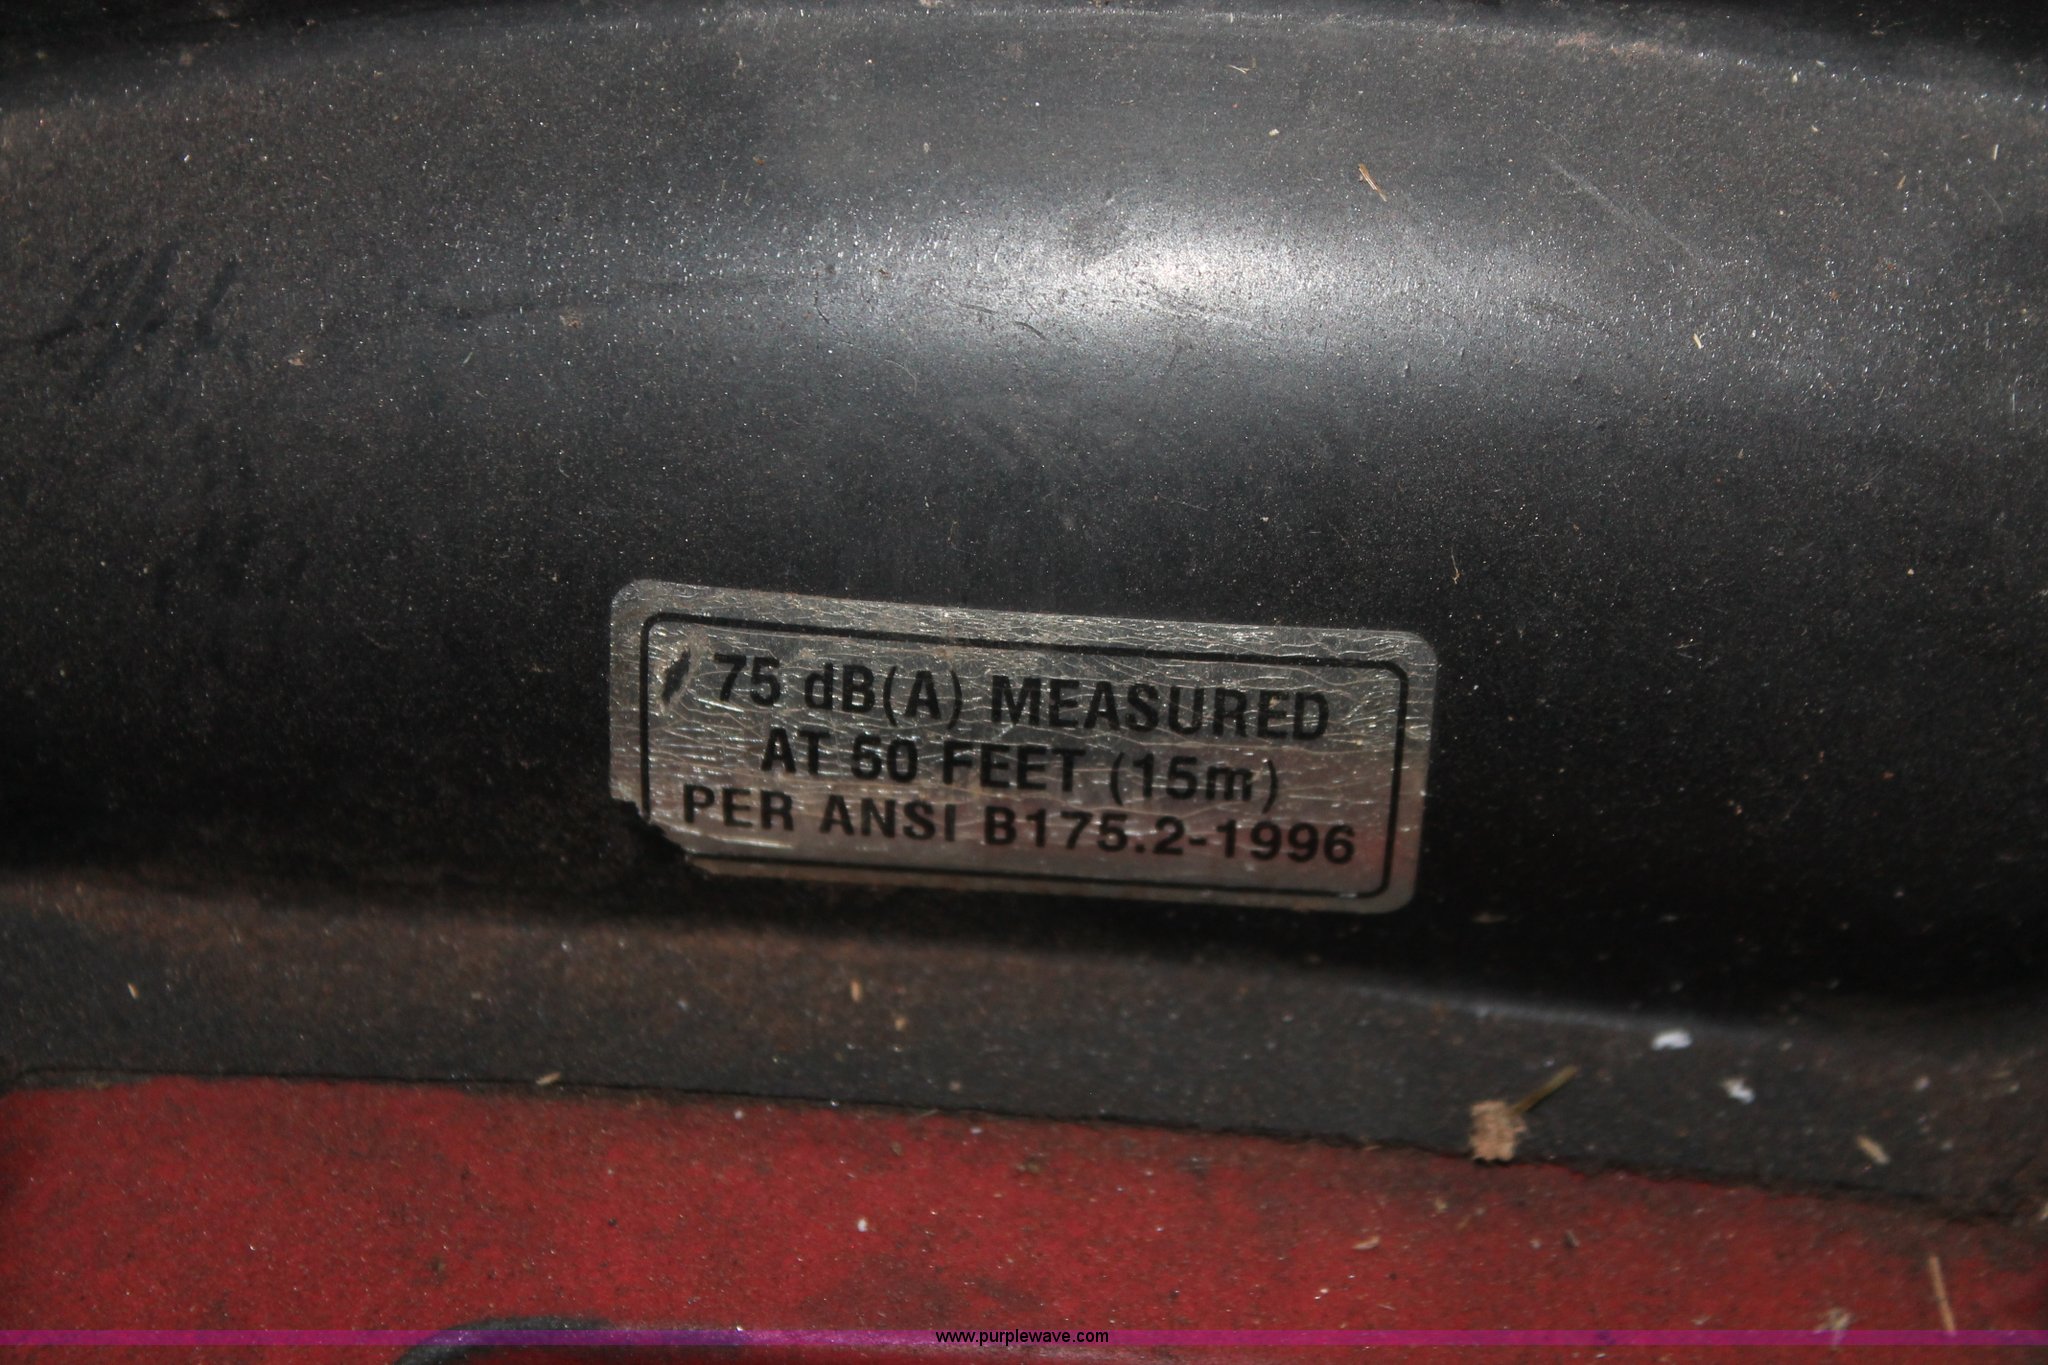 75 dB(A) MEASURED
AT 50 FEET (15m)
PER ANSI B175.2-1996
www.purplewave.com